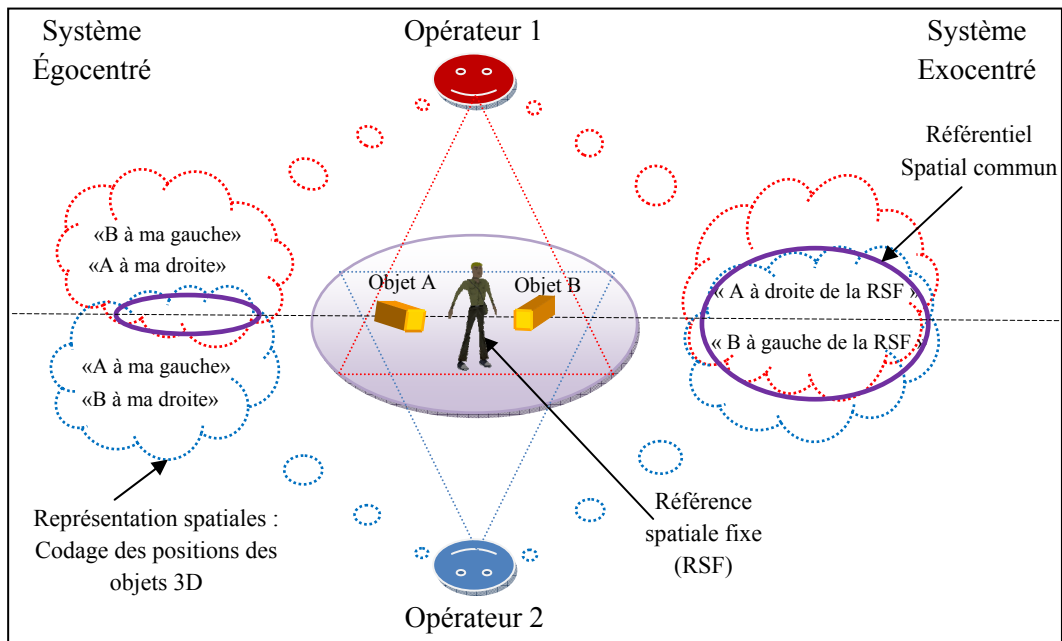 Système
Égocentré
Opérateur 1
Système
Exocentré
Référentiel
Spatial commun
«B à ma gauche»
«A à ma droite»
Objet A
Objet B
« A à droite de la RSF »
« B à gauche de la RSF »
«A à ma gauche»
«B à ma droite»
Représentation spatiales :
Codage des positions des
objets 3D
Référence
spatiale fixe
(RSF)
Opérateur 2